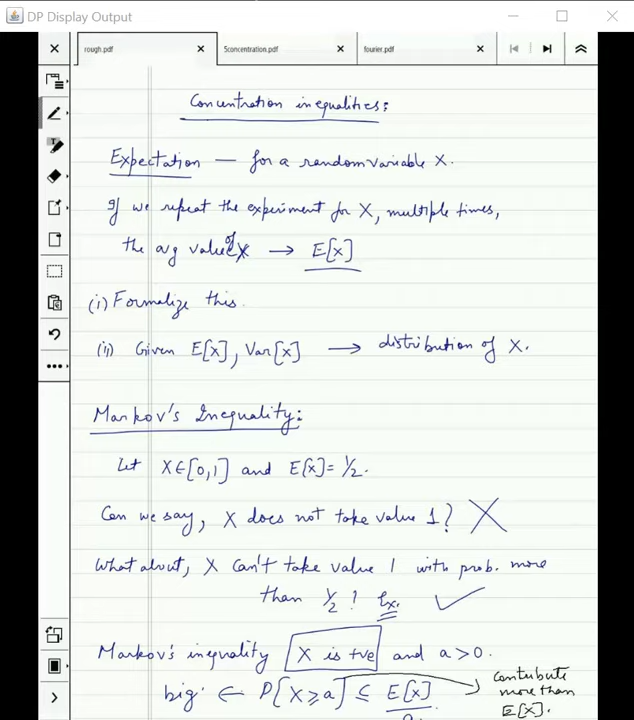 DP Display Output
rough.pdf
5concentration.pdf
fourier.pdf
Concentration inequalities:
Expectation — for a random variable X.
If we repeat the experiment for X, multiple times,
the avg value of X → E[X]
(i) Formalize this.
(ii) Given E[X], Var[X] → distribution of X.
Markov's Inequality:
Let X∈[0,1] and E[X]=1/2.
Can we say, X does not take value 1? ✗
What about, X can't take value 1 with prob. more
than 1/2? Ex. ✓
Markov's inequality X is +ve and a>0.
big ← P[X≥a] ≤ E[X]/a
contribute
more than
E[X].